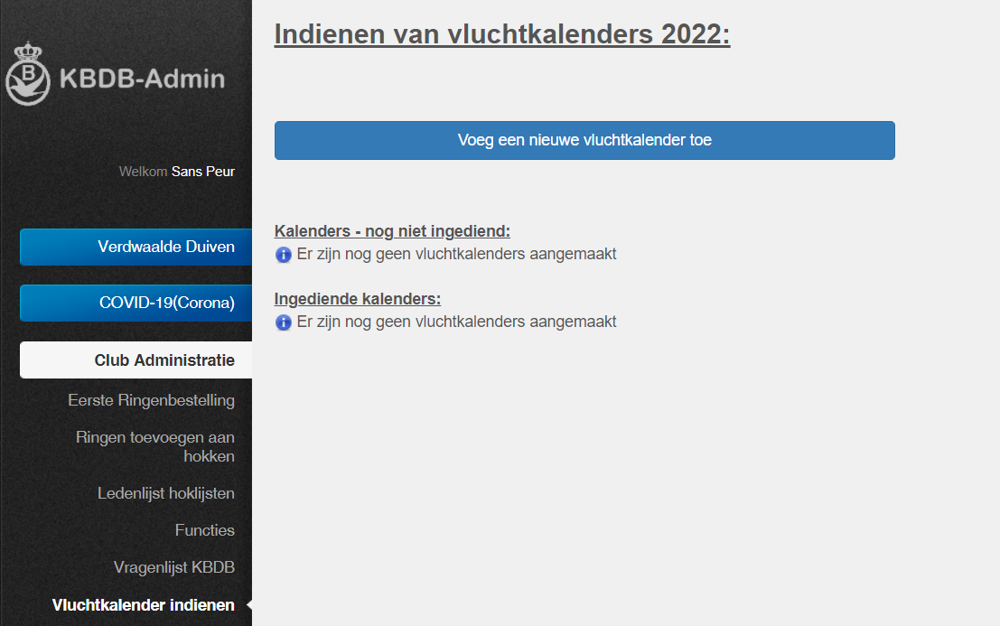 B
KBDB-Admin
Welkom Sans Peur
Verdwaalde Duiven
COVID-19(Corona)
Club Administratie
Eerste Ringenbestelling
Ringen toevoegen aan
hokken
Ledenlijst hoklijsten
Functies
Vragenlijst KBDB
Vluchtkalender indienen
Indienen van vluchtkalenders 2022:
Voeg een nieuwe vluchtkalender toe
Kalenders - nog niet ingediend:
Er zijn nog geen vluchtkalenders aangemaakt
Ingediende kalenders:
Er zijn nog geen vluchtkalenders aangemaakt